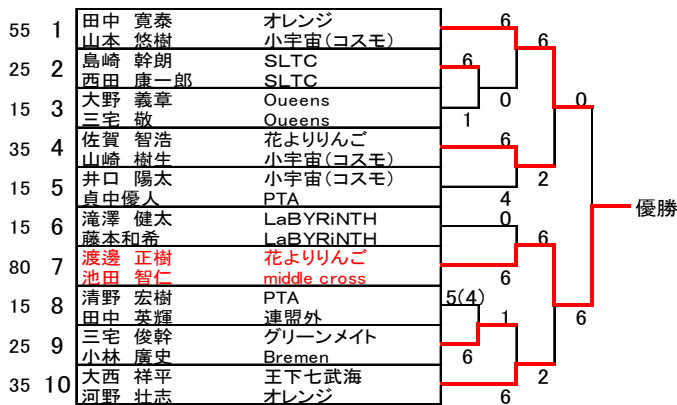 55 1 田中 寛泰 オレンジ
山本 悠樹 小宇宙(コスモ)
25 2 島崎 幹朗 SLTC
西田 康一郎 SLTC
15 3 大野 義章 Oueens
三宅 敬 Oueens
35 4 佐賀 智浩 花よりりんご
山崎 樹生 小宇宙(コスモ)
15 5 井口 陽太 小宇宙(コスモ)
貞中優人 PTA
15 6 滝澤 健太 LaBYRiNTH
藤本和希 LaBYRiNTH
80 7 渡邊 正樹 花よりりんご
池田 智仁 middle cross
15 8 清野 宏樹 PTA
田中 英輝 連盟外
25 9 三宅 俊幹 グリーンメイト
小林 廣史 Bremen
35 10 大西 祥平 王下七武海
河野 壮志 オレンジ
6
6
6
0
0
1
6
2
4
0
6
優勝
6
5(4)
1
6
6
2
6